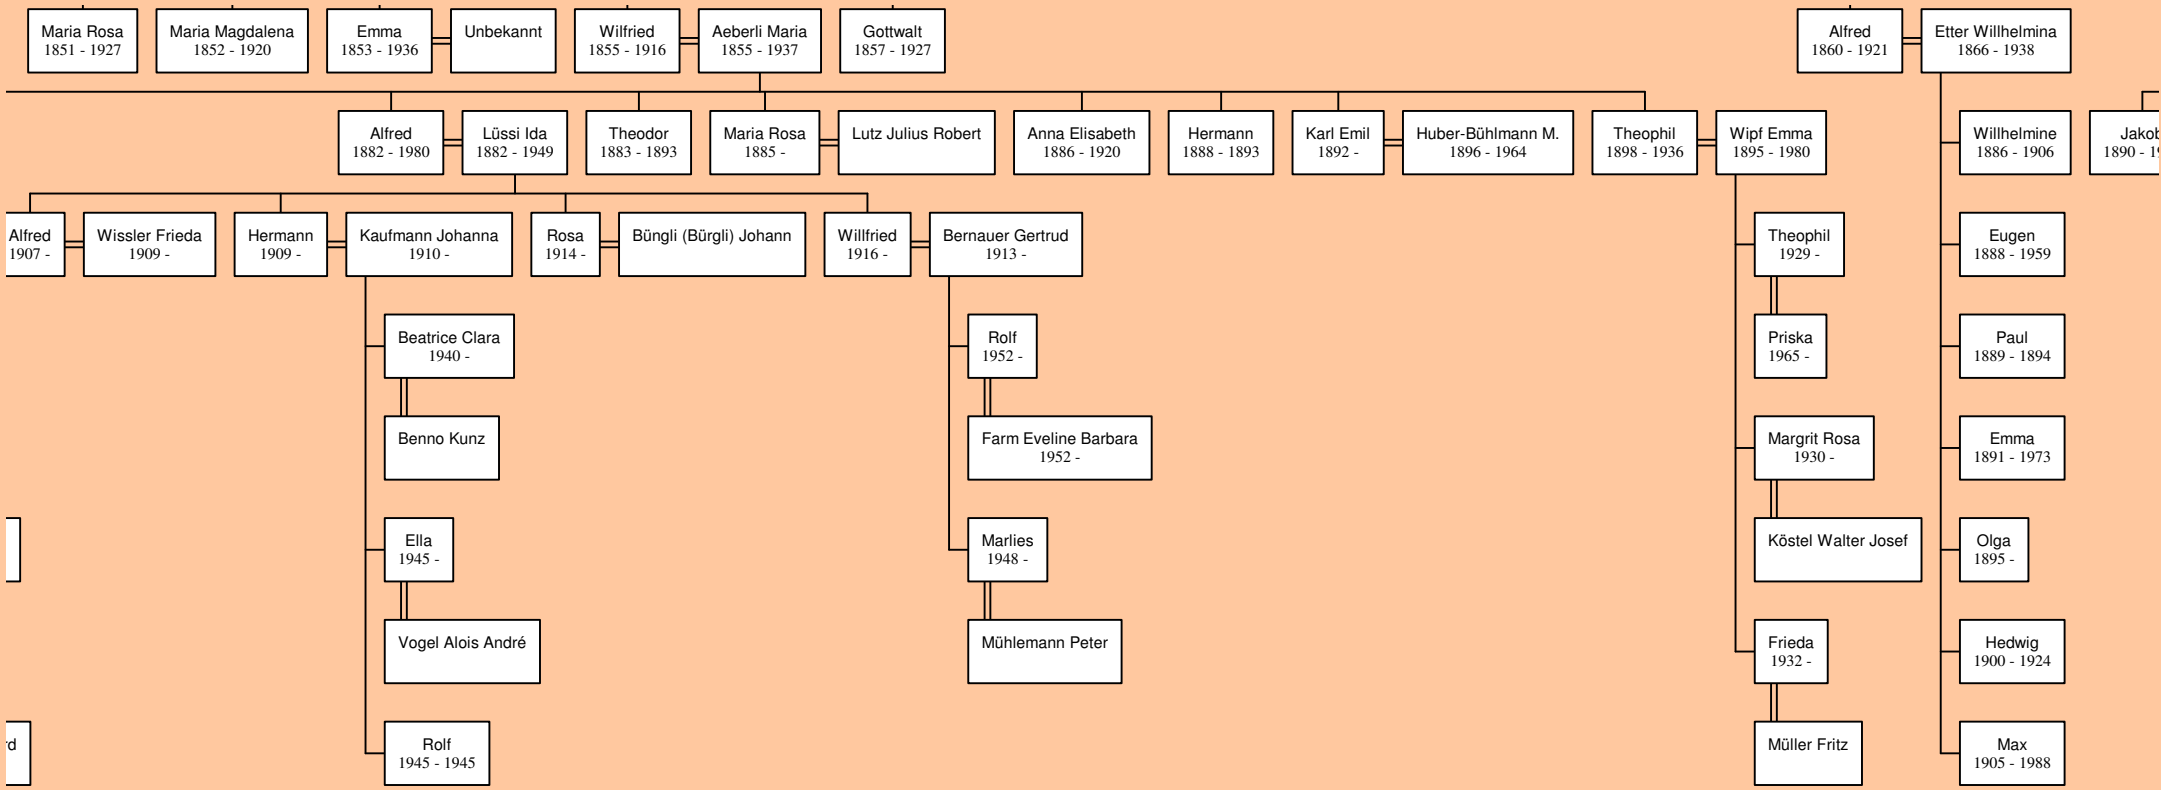 Maria Rosa
1851 - 1927
Maria Magdalena
1852 - 1920
Emma
1853 - 1936
Unbekannt
Wilfried
1855 - 1916
Aeberli Maria
1855 - 1937
Gottwalt
1857 - 1927
Alfred
1860 - 1921
Etter Willhelmina
1866 - 1938
Alfred
1882 - 1980
Lüssi Ida
1882 - 1949
Theodor
1883 - 1893
Maria Rosa
1885 -
Lutz Julius Robert
Anna Elisabeth
1886 - 1920
Hermann
1888 - 1893
Karl Emil
1892 -
Huber-Bühlmann M.
1896 - 1964
Theophil
1898 - 1936
Wipf Emma
1895 - 1980
Willhelmine
1886 - 1906
Jakob
1890 -
Alfred
1907 -
Wissler Frieda
1909 -
Hermann
1909 -
Kaufmann Johanna
1910 -
Rosa
1914 -
Büngli (Bürgli) Johann
Willfried
1916 -
Bernauer Gertrud
1913 -
Theophil
1929 -
Eugen
1888 - 1959
Beatrice Clara
1940 -
Rolf
1952 -
Priska
1965 -
Paul
1889 - 1894
Benno Kunz
Farm Eveline Barbara
1952 -
Margrit Rosa
1930 -
Emma
1891 - 1973
Ella
1945 -
Marlies
1948 -
Köstel Walter Josef
Olga
1895 -
Vogel Alois André
Mühlemann Peter
Frieda
1932 -
Hedwig
1900 - 1924
rd
Rolf
1945 - 1945
Müller Fritz
Max
1905 - 1988